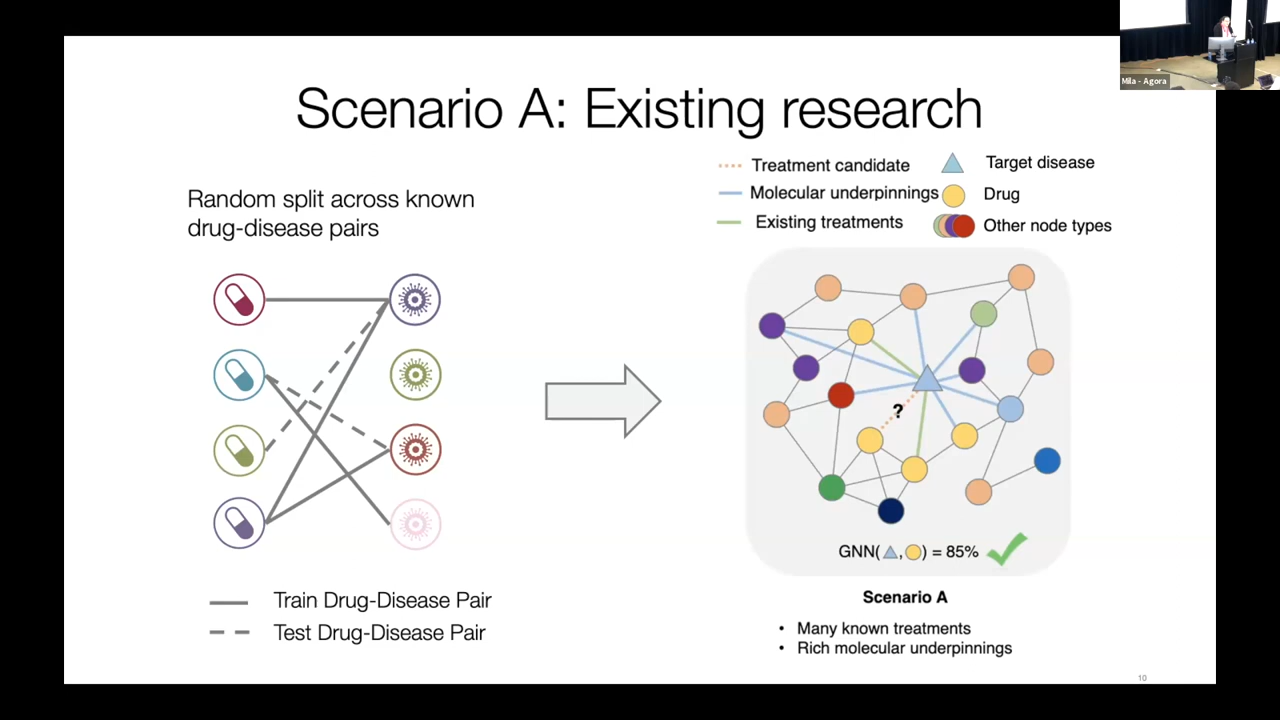 Mila - Agora
Scenario A: Existing research
Random split across known
drug-disease pairs
Train Drug-Disease Pair
Test Drug-Disease Pair
Treatment candidate
Molecular underpinnings
Existing treatments
Target disease
Drug
Other node types
?
GNN( , ) = 85%
Scenario A
• Many known treatments
• Rich molecular underpinnings
10